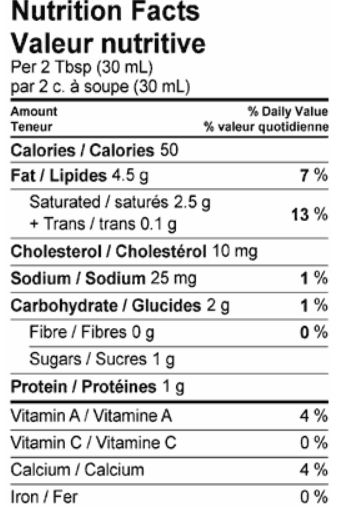 Nutrition Facts
Valeur nutritive
Per 2 Tbsp (30 mL)
par 2 c. à soupe (30 mL)
Amount % Daily Value
Teneur % valeur quotidienne
Calories / Calories 50
Fat / Lipides 4.5 g 7 %
Saturated / saturés 2.5 g
+ Trans / trans 0.1 g 13 %
Cholesterol / Cholestérol 10 mg
Sodium / Sodium 25 mg 1 %
Carbohydrate / Glucides 2 g 1 %
Fibre / Fibres 0 g 0 %
Sugars / Sucres 1 g
Protein / Protéines 1 g
Vitamin A / Vitamine A 4 %
Vitamin C / Vitamine C 0 %
Calcium / Calcium 4 %
Iron / Fer 0 %